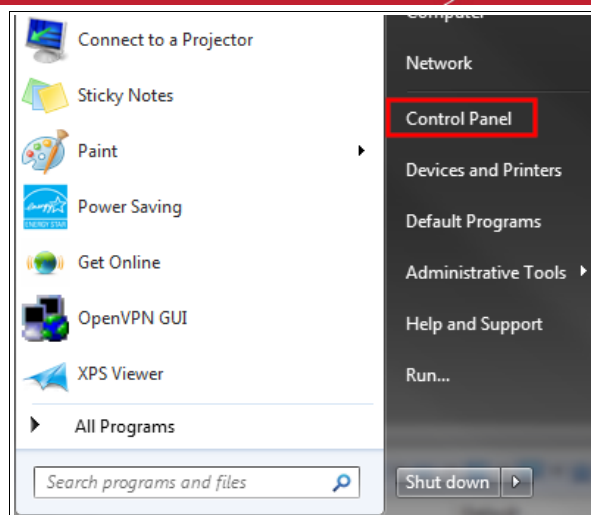 Connect to a Projector
Sticky Notes
Paint
Power Saving
Get Online
OpenVPN GUI
XPS Viewer
All Programs
Search programs and files
Computer
Network
Control Panel
Devices and Printers
Default Programs
Administrative Tools
Help and Support
Run...
Shut down